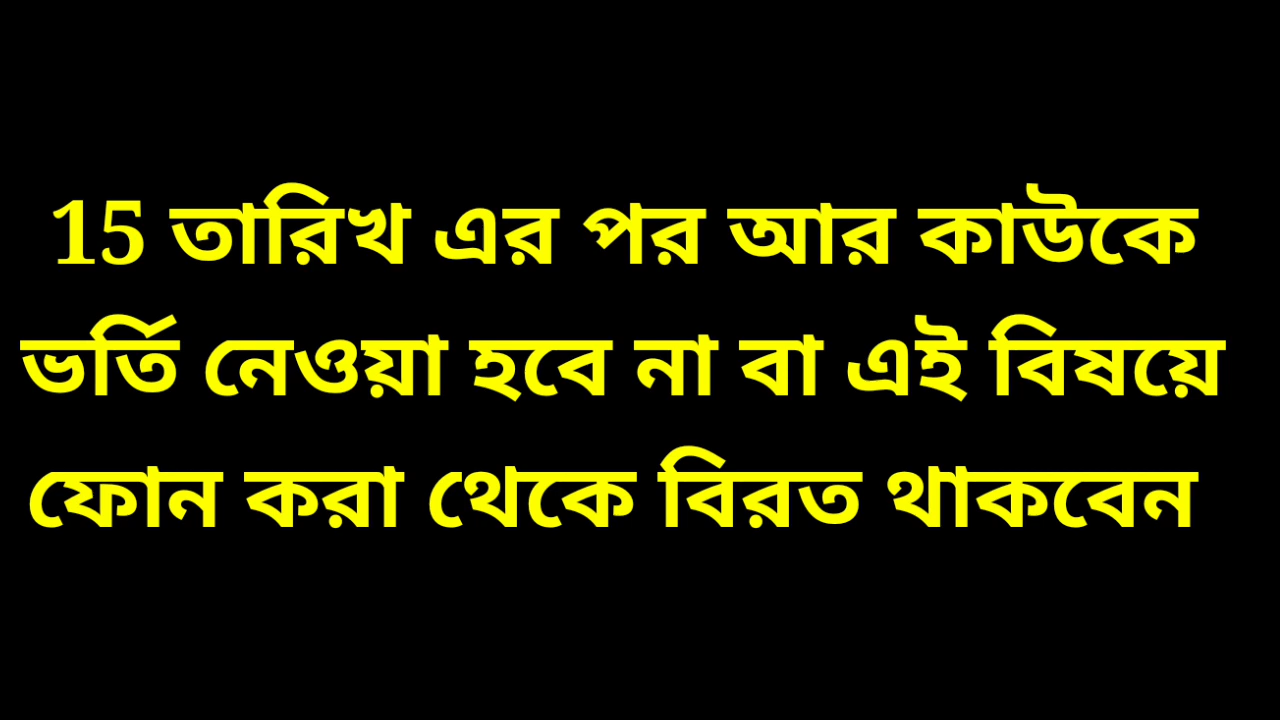 15 তারিখ এর পর আর কাউকে
ভর্তি নেওয়া হবে না বা এই বিষয়ে
ফোন করা থেকে বিরত থাকবেন